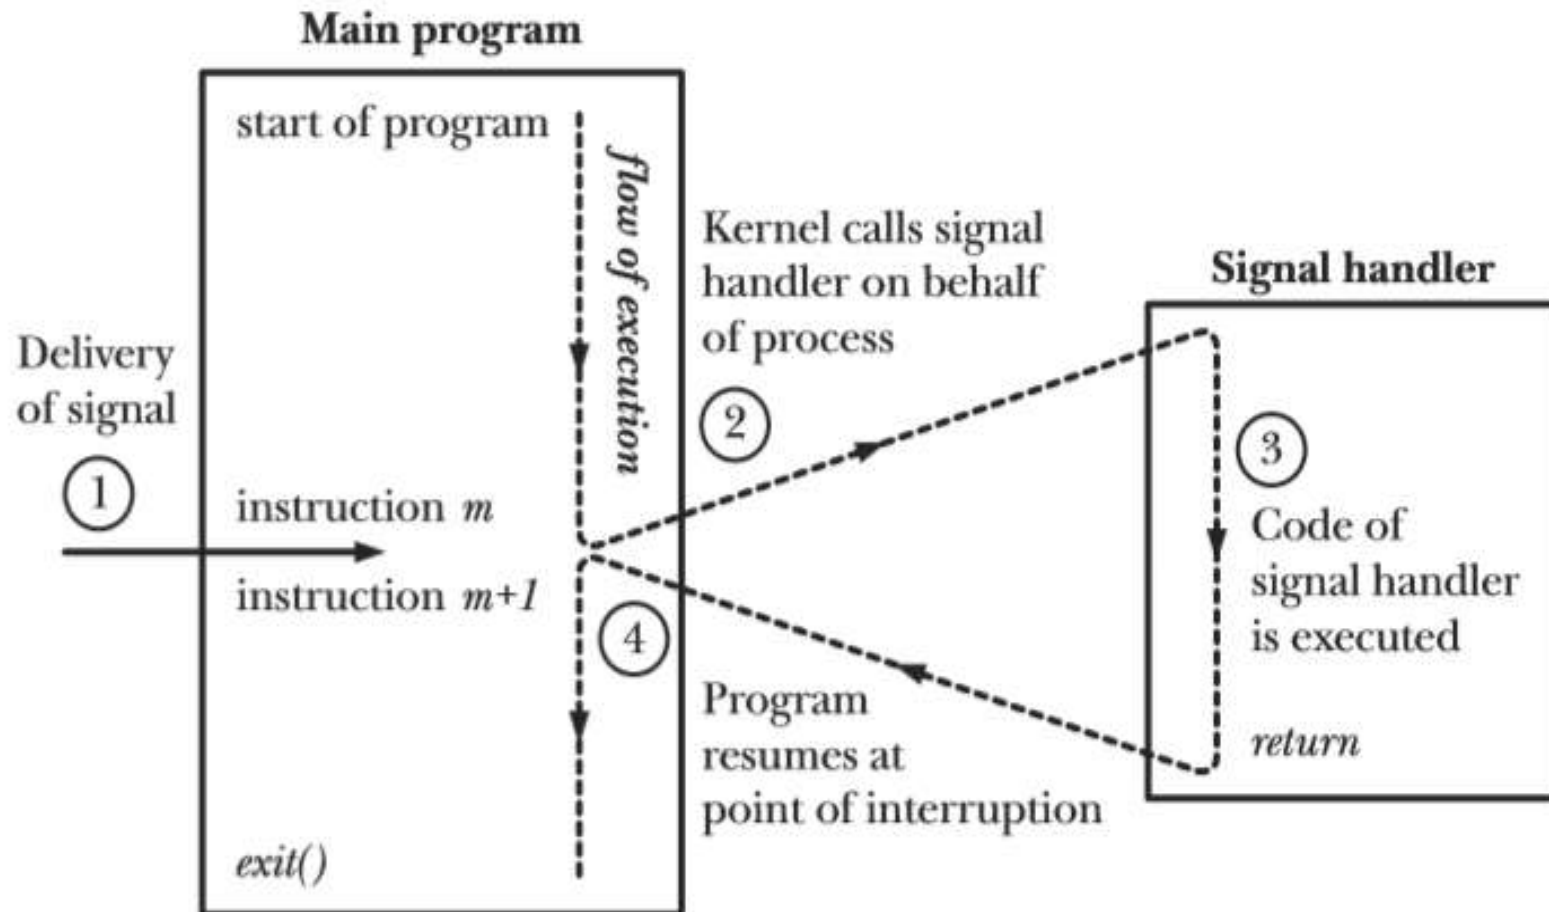 Main program
start of program
flow of execution
Delivery
of signal
1
instruction m
instruction m+1
exit()
Kernel calls signal
handler on behalf
of process
2
Signal handler
3
Code of
signal handler
is executed
return
4
Program
resumes at
point of interruption